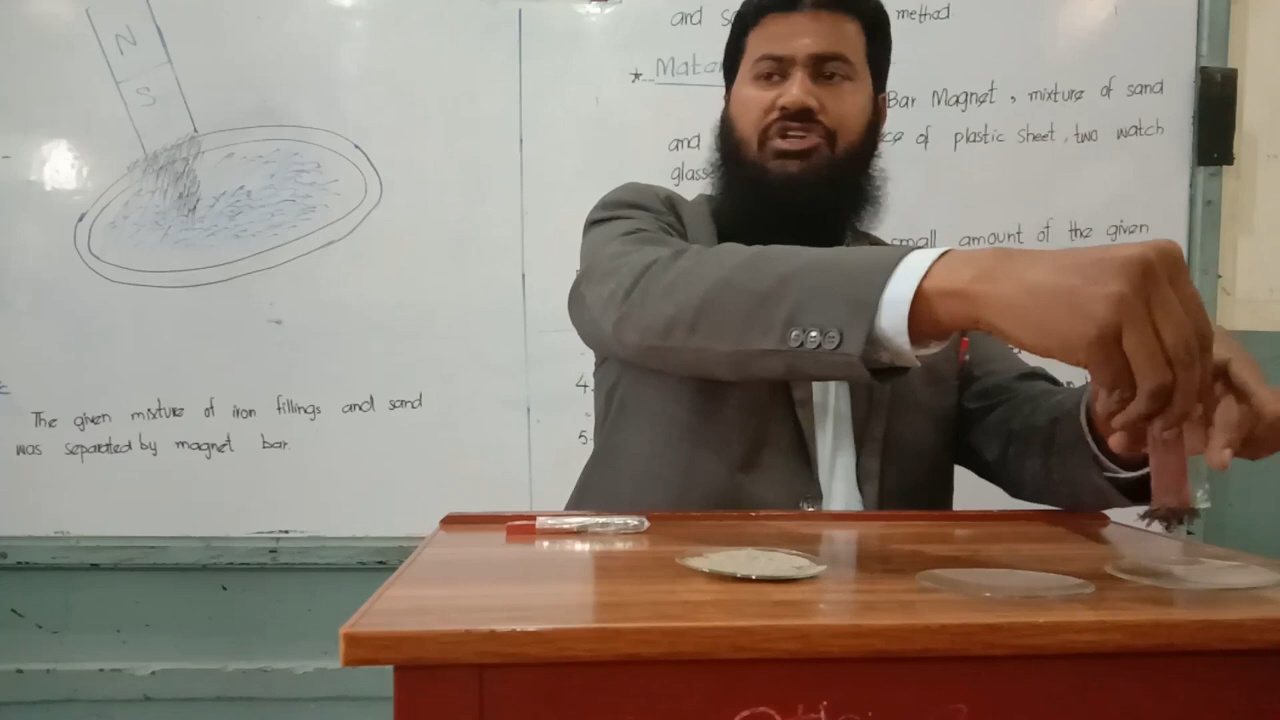 N
S
The given mixture of iron fillings and sand
was separated by magnet bar.
and method
Bar Magnet, mixture of sand
and of plastic sheet, two watch
small amount of the given
4.
5.